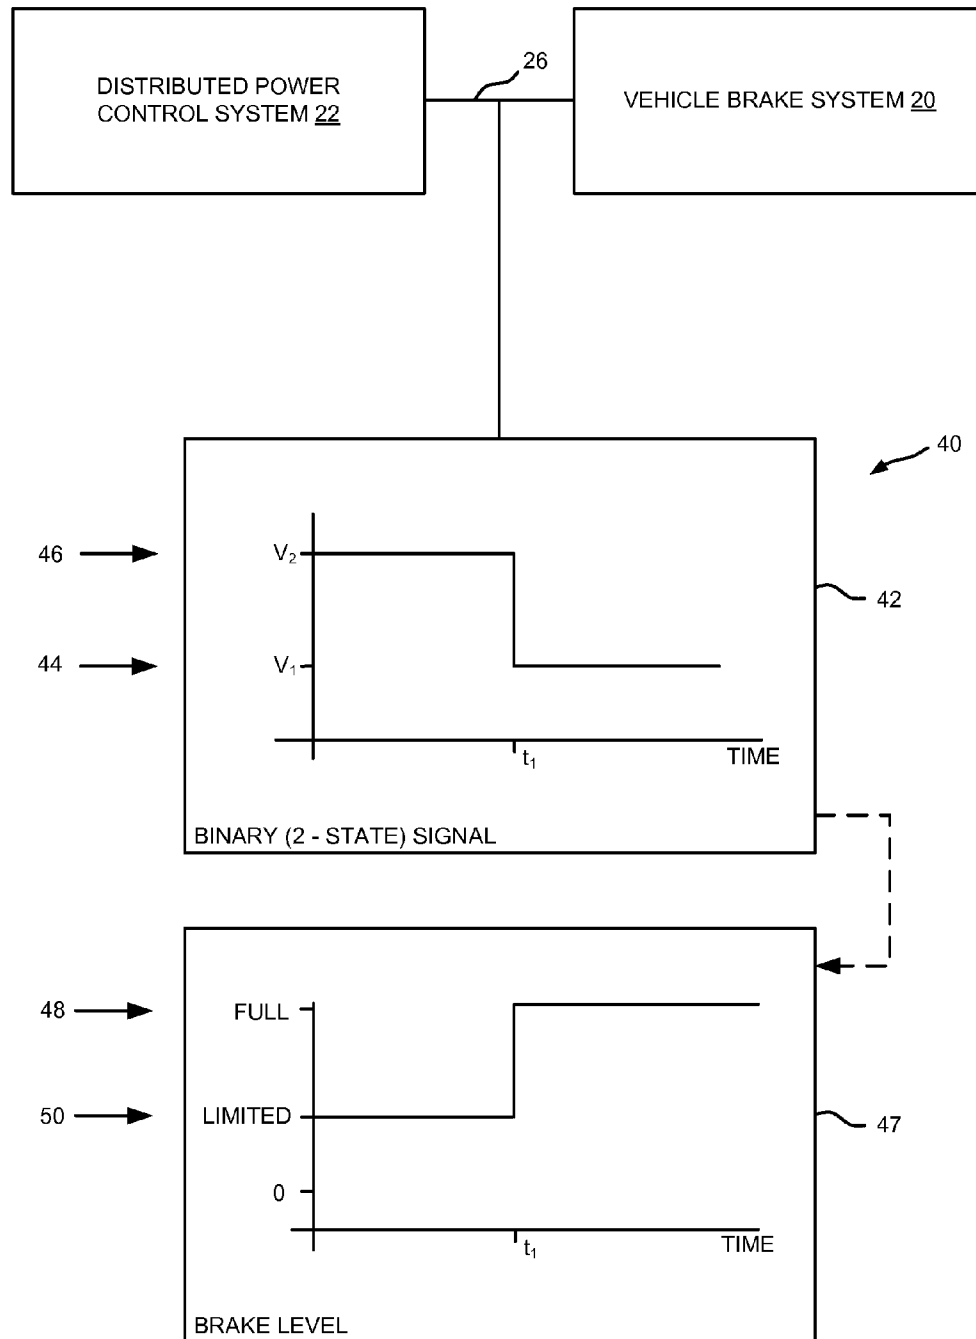 DISTRIBUTED POWER
CONTROL SYSTEM 22
26
VEHICLE BRAKE SYSTEM 20
40
46
V₂
42
44
V₁
t₁
TIME
BINARY (2 - STATE) SIGNAL
48
FULL
50
LIMITED
47
0
t₁
TIME
BRAKE LEVEL